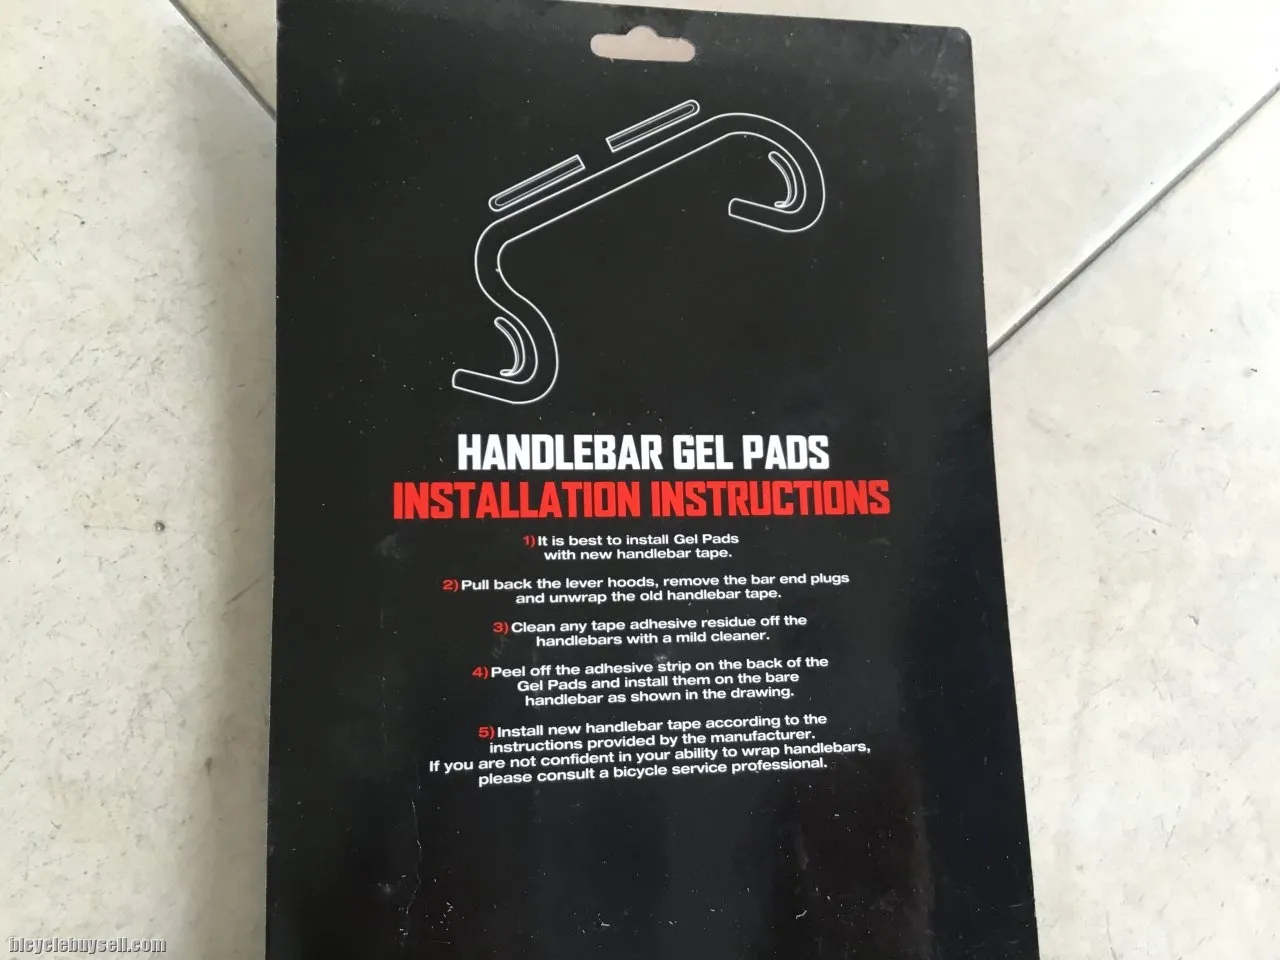 HANDLEBAR GEL PADS
INSTALLATION INSTRUCTIONS
1) It is best to install Gel Pads
with new handlebar tape.
2) Pull back the lever hoods, remove the bar end plugs
and unwrap the old handlebar tape.
3) Clean any tape adhesive residue off the
handlebars with a mild cleaner.
4) Peel off the adhesive strip on the back of the
Gel Pads and install them on the bare
handlebar as shown in the drawing.
5) Install new handlebar tape according to the
instructions provided by the manufacturer.
If you are not confident in your ability to wrap handlebars,
please consult a bicycle service professional.
bicyclebuysell.com